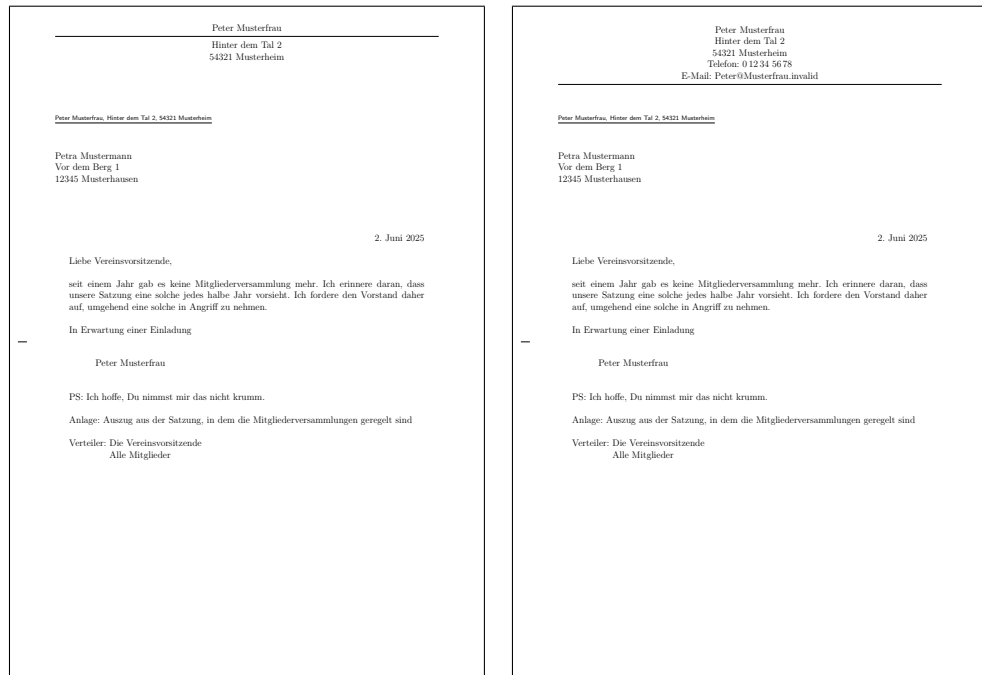 Peter Musterfrau
Hinter dem Tal 2
54321 Musterheim
Peter Musterfrau, Hinter dem Tal 2, 54321 Musterheim
Petra Mustermann
Vor dem Berg 1
12345 Musterhausen
2. Juni 2025
Liebe Vereinsvorsitzende,
seit einem Jahr gab es keine Mitgliederversammlung mehr. Ich erinnere daran, dass
unsere Satzung eine solche jedes halbe Jahr vorsieht. Ich fordere den Vorstand daher
auf, umgehend eine solche in Angriff zu nehmen.
In Erwartung einer Einladung
Peter Musterfrau
PS: Ich hoffe, Du nimmst mir das nicht krumm.
Anlage: Auszug aus der Satzung, in dem die Mitgliederversammlungen geregelt sind
Verteiler: Die Vereinsvorsitzende
Alle Mitglieder
Peter Musterfrau
Hinter dem Tal 2
54321 Musterheim
Telefon: 0 12 34 56 78
E-Mail: Peter@Musterfrau.invalid
Peter Musterfrau, Hinter dem Tal 2, 54321 Musterheim
Petra Mustermann
Vor dem Berg 1
12345 Musterhausen
2. Juni 2025
Liebe Vereinsvorsitzende,
seit einem Jahr gab es keine Mitgliederversammlung mehr. Ich erinnere daran, dass
unsere Satzung eine solche jedes halbe Jahr vorsieht. Ich fordere den Vorstand daher
auf, umgehend eine solche in Angriff zu nehmen.
In Erwartung einer Einladung
Peter Musterfrau
PS: Ich hoffe, Du nimmst mir das nicht krumm.
Anlage: Auszug aus der Satzung, in dem die Mitgliederversammlungen geregelt sind
Verteiler: Die Vereinsvorsitzende
Alle Mitglieder